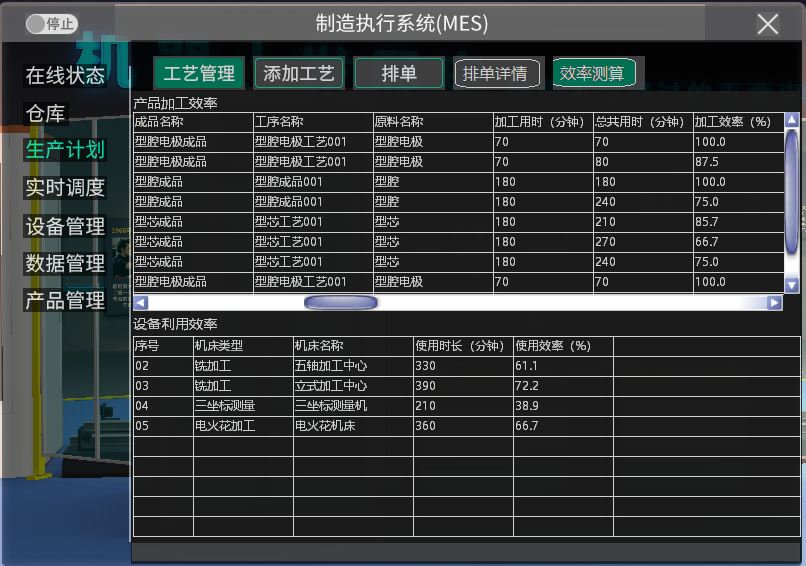 停止
制造执行系统(MES)
在线状态
仓库
生产计划
实时调度
设备管理
数据管理
产品管理
工艺管理 添加工艺 排单 排单详情 效率测算
产品加工效率
成品名称 工序名称 原料名称 加工用时（分钟） 总共用时（分钟） 加工效率（%）
型腔电极成品 型腔电极工艺001 型腔电极 70 70 100.0
型腔电极成品 型腔电极工艺001 型腔电极 70 80 87.5
型腔成品 型腔成品001 型腔 180 180 100.0
型腔成品 型腔成品001 型腔 180 240 75.0
型芯成品 型芯工艺001 型芯 180 210 85.7
型芯成品 型芯工艺001 型芯 180 270 66.7
型芯成品 型芯工艺001 型芯 180 240 75.0
型腔电极成品 型腔电极工艺001 型腔电极 70 70 100.0
设备利用效率
序号 机床类型 机床名称 使用时长（分钟） 使用效率（%）
02 铣加工 五轴加工中心 330 61.1
03 铣加工 立式加工中心 390 72.2
04 三坐标测量 三坐标测量机 210 38.9
05 电火花加工 电火花机床 360 66.7